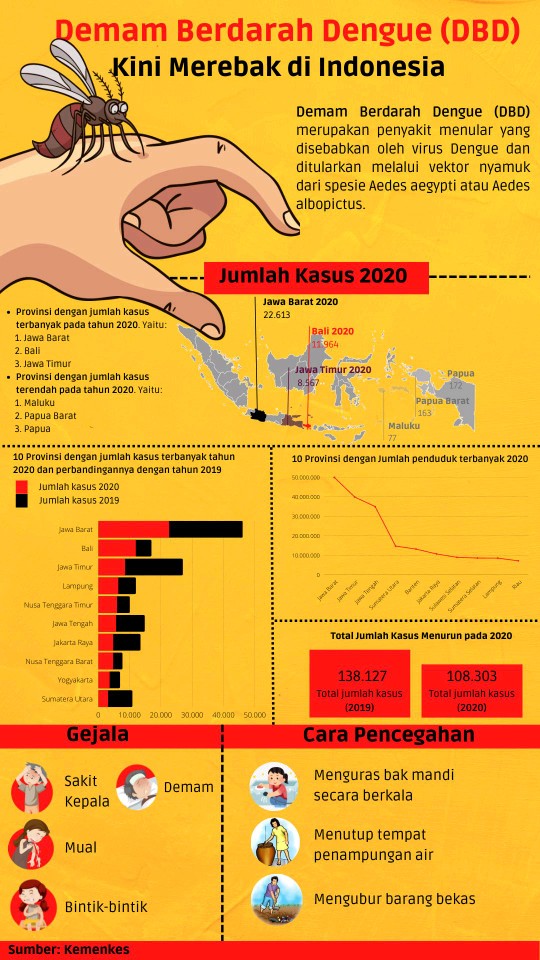 Demam Berdarah Dengue (DBD)
Kini Merebak di Indonesia
Demam Berdarah Dengue (DBD)
merupakan penyakit menular yang
disebabkan oleh virus Dengue dan
ditularkan melalui vektor nyamuk
dari spesie Aedes aegypti atau Aedes
albopictus.
Jumlah Kasus 2020
• Provinsi dengan jumlah kasus
terbanyak pada tahun 2020. Yaitu:
1. Jawa Barat
2. Bali
3. Jawa Timur
• Provinsi dengan jumlah kasus
terendah pada tahun 2020. Yaitu:
1. Maluku
2. Papua Barat
3. Papua
Jawa Barat 2020
22.613
Bali 2020
11.964
Jawa Timur 2020
8.567
Papua
172
Papua Barat
163
Maluku
77
10 Provinsi dengan jumlah kasus terbanyak tahun
2020 dan perbandingannya dengan tahun 2019
Jumlah kasus 2020
Jumlah kasus 2019
Jawa Barat
Bali
Jawa Timur
Lampung
Nusa Tenggara Timur
Jawa Tengah
Jakarta Raya
Nusa Tenggara Barat
Yogyakarta
Sumatera Utara
0 10.000 20.000 30.000 40.000 50.000
10 Provinsi dengan Jumlah penduduk terbanyak 2020
50.000.000
40.000.000
30.000.000
20.000.000
10.000.000
0
Jawa Barat
Jawa Timur
Jawa Tengah
Sumatera Utara
Banten
Jakarta Raya
Sulawesi Selatan
Sumatera Selatan
Lampung
Riau
Total Jumlah Kasus Menurun pada 2020
138.127
Total jumlah kasus
(2019)
108.303
Total jumlah kasus
(2020)
Gejala
Sakit
Kepala
Demam
Mual
Bintik-bintik
Cara Pencegahan
Menguras bak mandi
secara berkala
Menutup tempat
penampungan air
Mengubur barang bekas
Sumber: Kemenkes